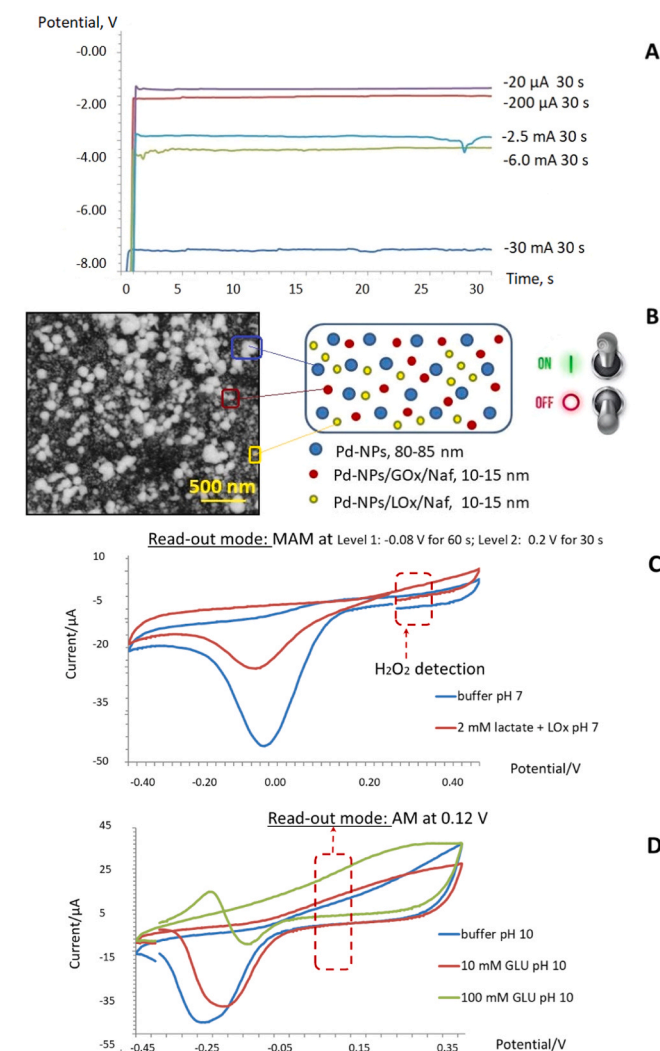 Potential, V
A
-0.00
-2.00
-4.00
-6.00
-8.00
-20 µA 30 s
-200 µA 30 s
-2.5 mA 30 s
-6.0 mA 30 s
-30 mA 30 s
0 5 10 15 20 25 30
Time, s
B
500 nm
ON
OFF
Pd-NPs, 80-85 nm
Pd-NPs/GOx/Naf, 10-15 nm
Pd-NPs/LOx/Naf, 10-15 nm
Read-out mode: MAM at Level 1: -0.08 V for 60 s; Level 2: 0.2 V for 30 s
C
10
-5
-20
-35
-50
Current/µA
H₂O₂ detection
buffer pH 7
2 mM lactate + LOx pH 7
-0.40 -0.20 0.00 0.20 0.40
Potential/V
Read-out mode: AM at 0.12 V
D
45
25
5
-15
-35
-55
Current/µA
buffer pH 10
10 mM GLU pH 10
100 mM GLU pH 10
-0.45 -0.25 -0.05 0.15 0.35
Potential/V